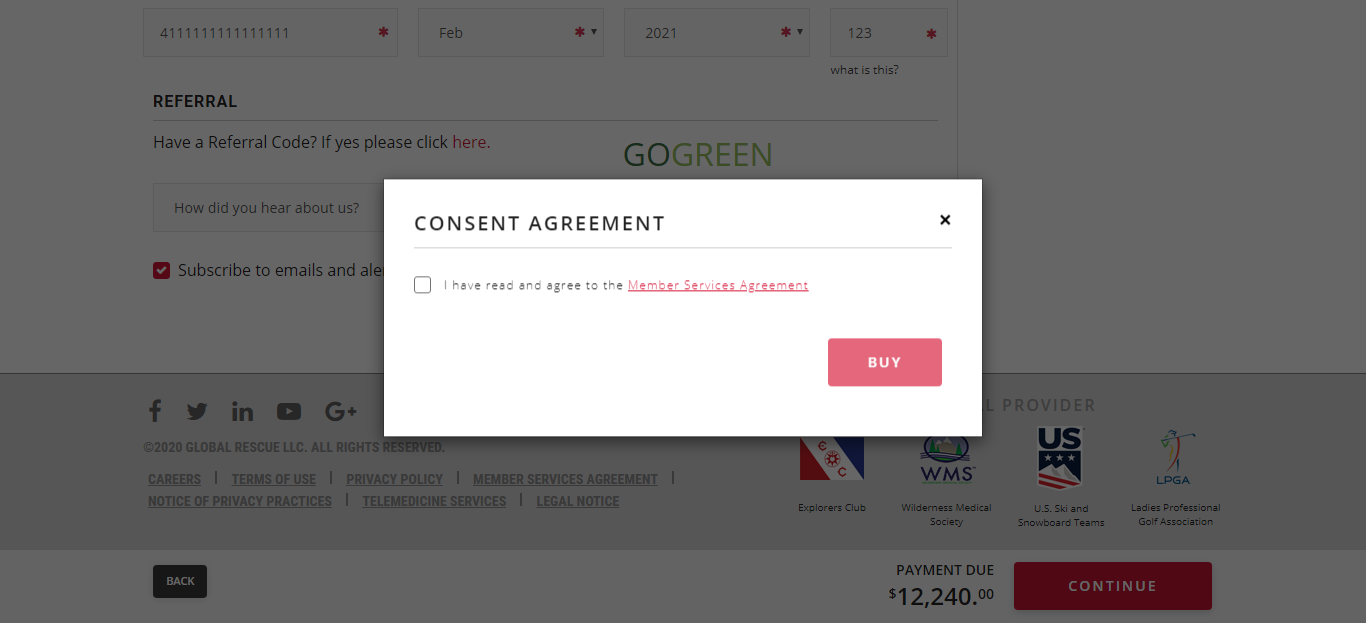 4111111111111111 * Feb * 2021 * 123 *
what is this?
REFERRAL
Have a Referral Code? If yes please click here.
GOGREEN
How did you hear about us?
CONSENT AGREEMENT
Subscribe to emails and ale
I have read and agree to the Member Services Agreement
BUY
L PROVIDER
©2020 GLOBAL RESCUE LLC. ALL RIGHTS RESERVED.
CAREERS | TERMS OF USE | PRIVACY POLICY | MEMBER SERVICES AGREEMENT |
NOTICE OF PRIVACY PRACTICES | TELEMEDICINE SERVICES | LEGAL NOTICE
WMS
US
LPGA
Explorers Club
Wilderness Medical
Society
U.S. Ski and
Snowboard Teams
Ladies Professional
Golf Association
BACK
PAYMENT DUE
$12,240.00
CONTINUE